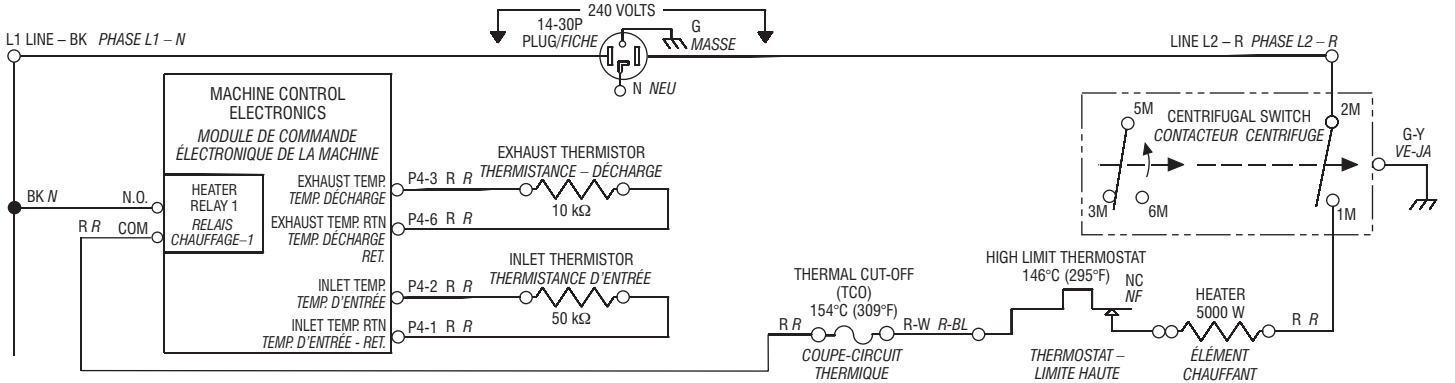 240 VOLTS
14-30P
PLUG/FICHE
G
MASSE
N NEU
L1 LINE – BK PHASE L1 – N
LINE L2 – R PHASE L2 – R
MACHINE CONTROL
ELECTRONICS
MODULE DE COMMANDE
ÉLECTRONIQUE DE LA MACHINE
BK N
N.O.
R R
COM
HEATER
RELAY 1
RELAIS
CHAUFFAGE–1
EXHAUST TEMP.
TEMP. DÉCHARGE
EXHAUST TEMP. RTN
TEMP. DÉCHARGE
RET.
INLET TEMP.
TEMP. D'ENTRÉE
INLET TEMP. RTN
TEMP. D'ENTRÉE - RET.
P4-3 R R
P4-6 R R
P4-2 R R
P4-1 R R
EXHAUST THERMISTOR
THERMISTANCE – DÉCHARGE
10 kΩ
INLET THERMISTOR
THERMISTANCE D'ENTRÉE
50 kΩ
CENTRIFUGAL SWITCH
CONTACTEUR CENTRIFUGE
5M
2M
3M
6M
1M
G-Y
VE-JA
THERMAL CUT-OFF
(TCO)
154°C (309°F)
R R
R-W R-BL
COUPE-CIRCUIT
THERMIQUE
HIGH LIMIT THERMOSTAT
146°C (295°F)
NC
NF
THERMOSTAT –
LIMITE HAUTE
HEATER
5000 W
R R
ÉLÉMENT
CHAUFFANT